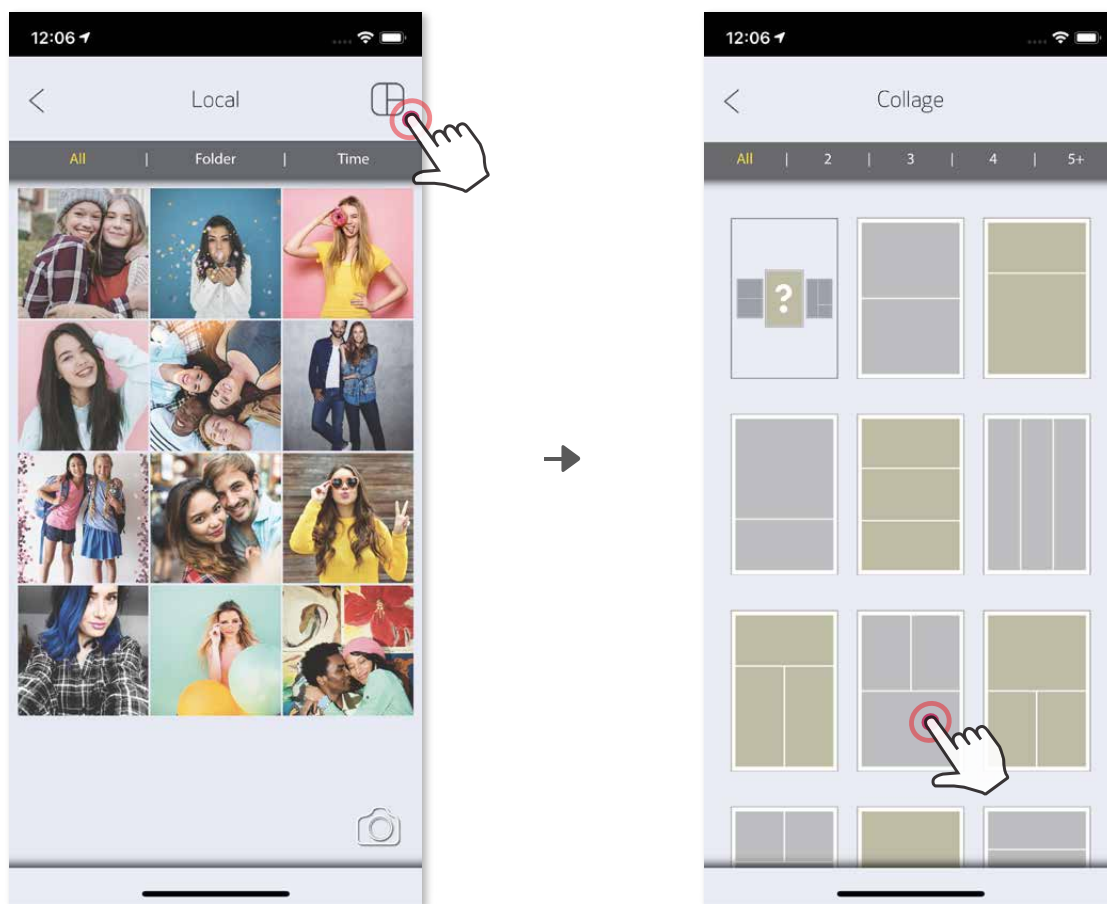 12:06
Local
All | Folder | Time
12:06
Collage
All | 2 | 3 | 4 | 5+
?